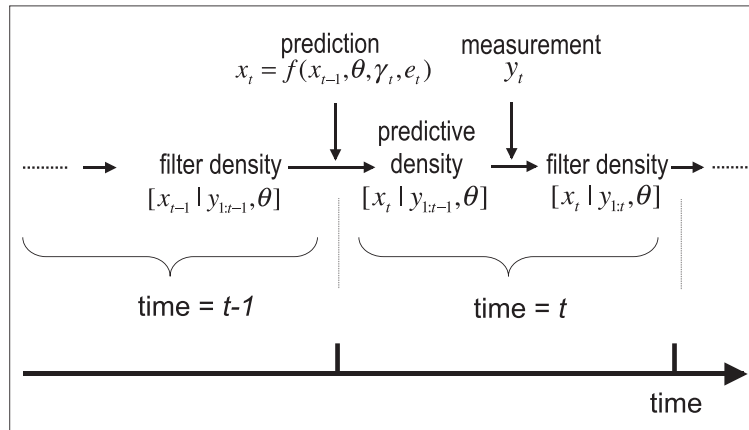 prediction
x_t = f(x_{t-1}, θ, γ_t, e_t)
measurement
y_t
filter density
[x_{t-1} | y_{1:t-1}, θ]
predictive
density
[x_t | y_{1:t-1}, θ]
filter density
[x_t | y_{1:t}, θ]
time = t-1
time = t
time